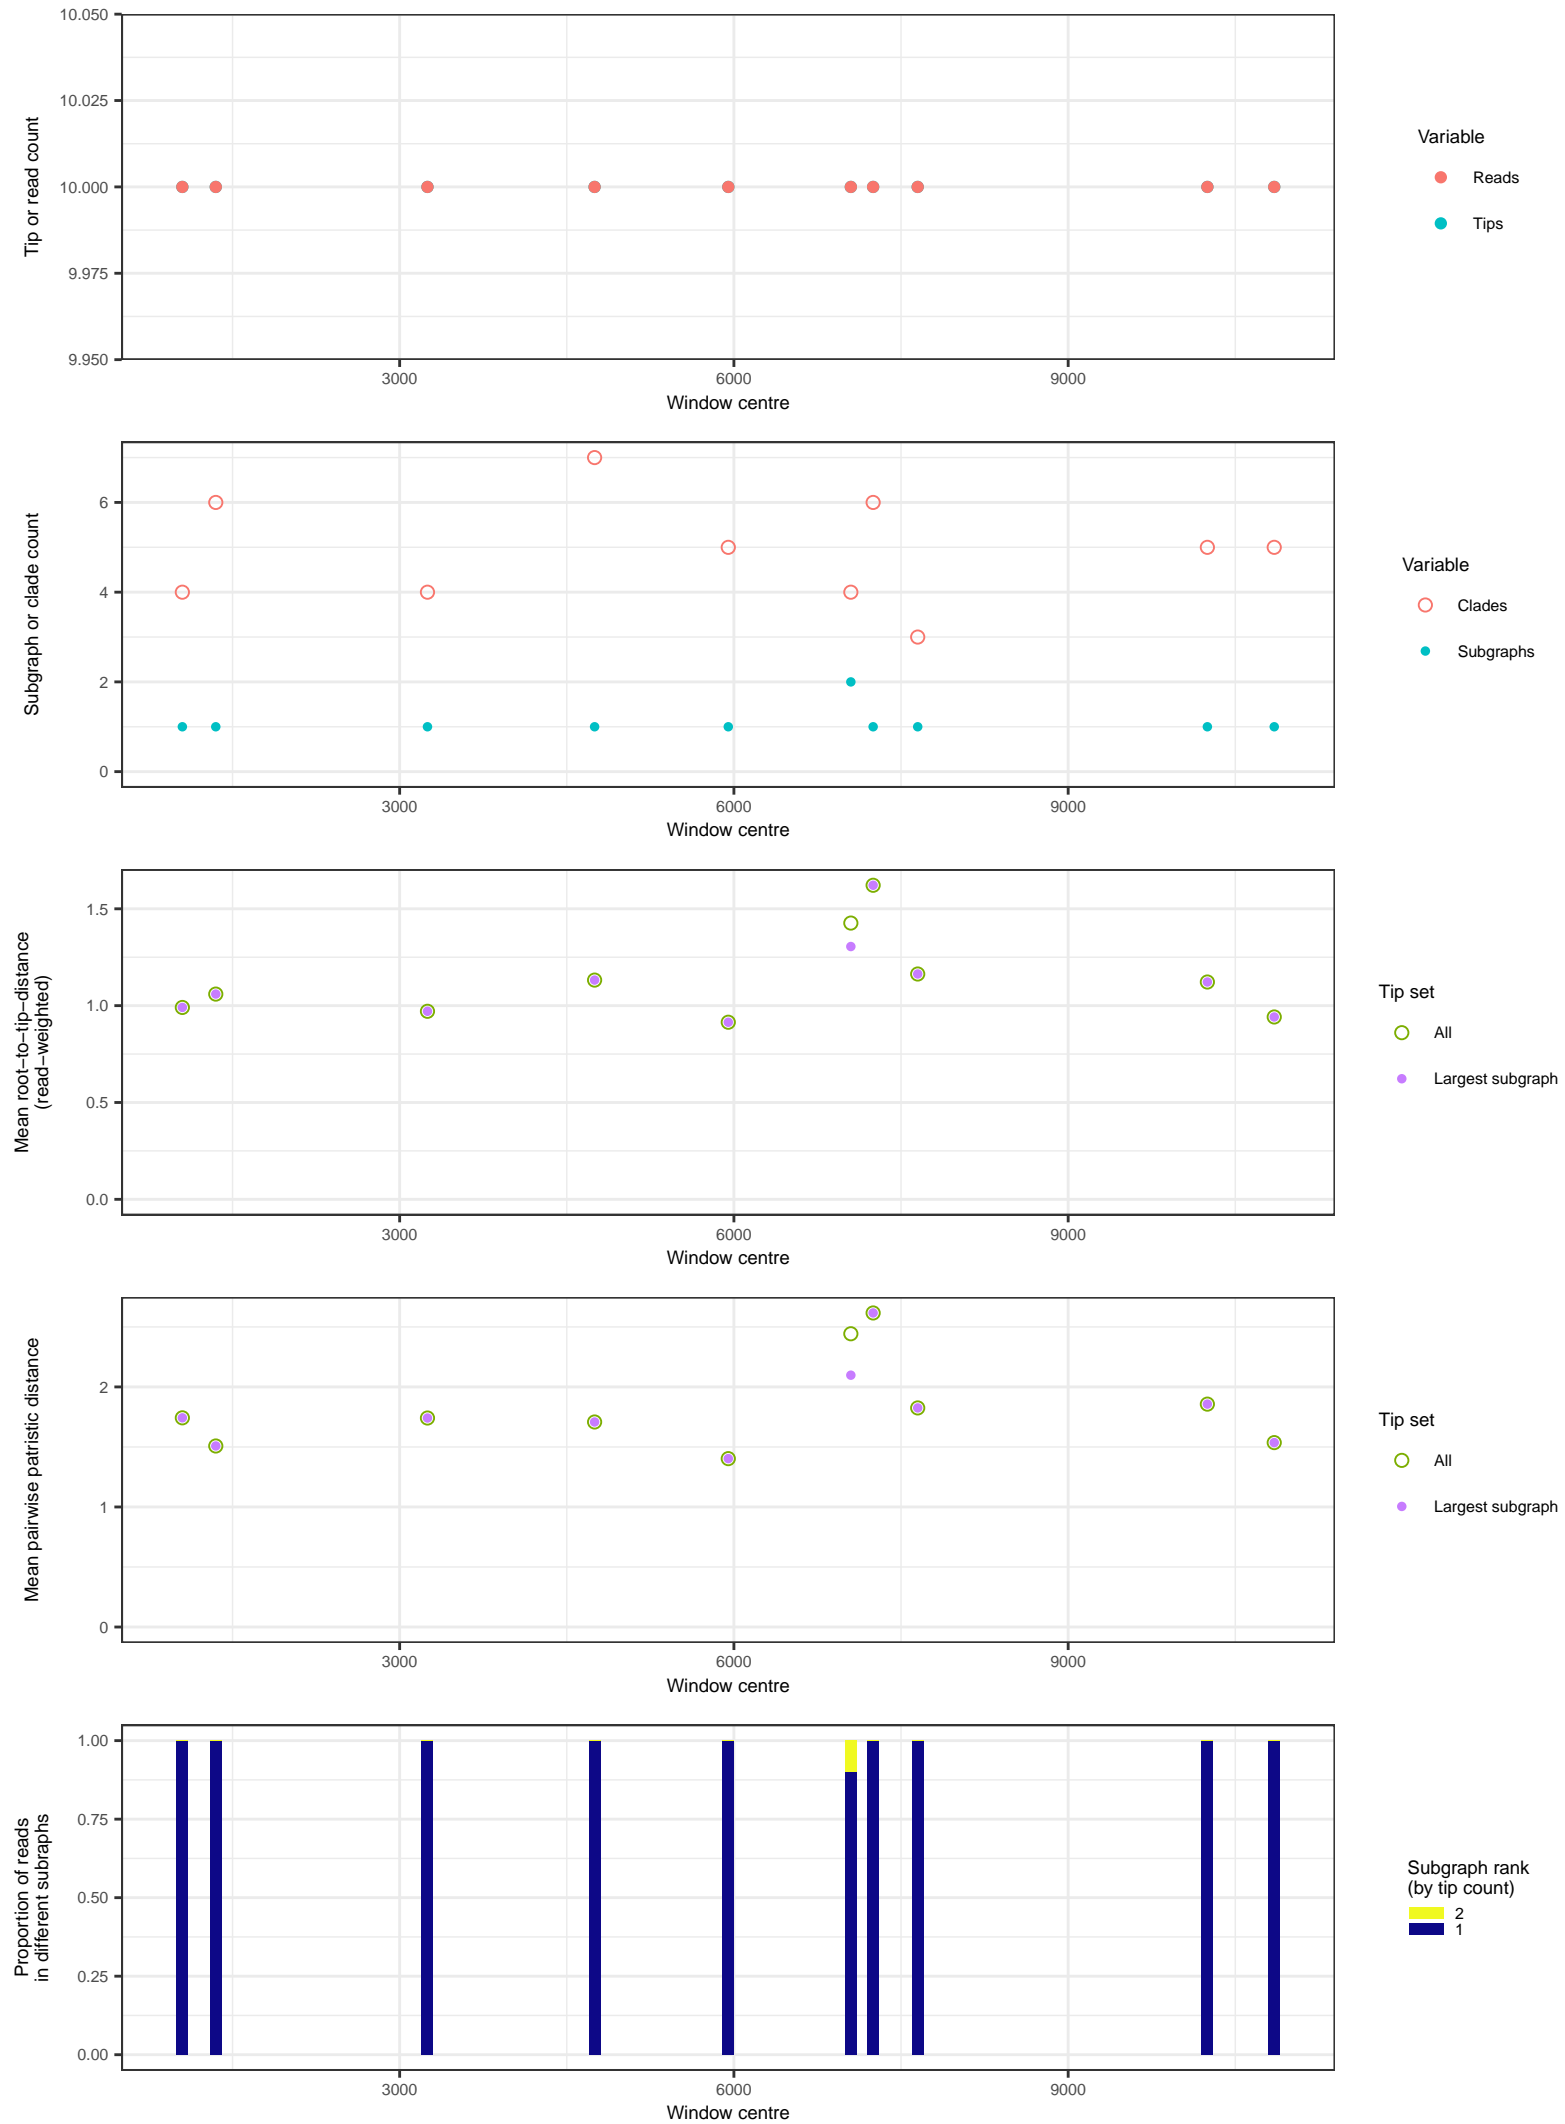 10.050
10.025
10.000
9.975
9.950
Tip or read count
3000 6000 9000
Window centre
Variable
Reads
Tips
6
4
2
0
Subgraph or clade count
3000 6000 9000
Window centre
Variable
Clades
Subgraphs
1.5
1.0
0.5
0.0
Mean root−to−tip−distance
(read−weighted)
3000 6000 9000
Window centre
Tip set
All
Largest subgraph
2
1
0
Mean pairwise patristic distance
3000 6000 9000
Window centre
Tip set
All
Largest subgraph
1.00
0.75
0.50
0.25
0.00
Proportion of reads
in different subraphs
3000 6000 9000
Window centre
Subgraph rank
(by tip count)
2
1